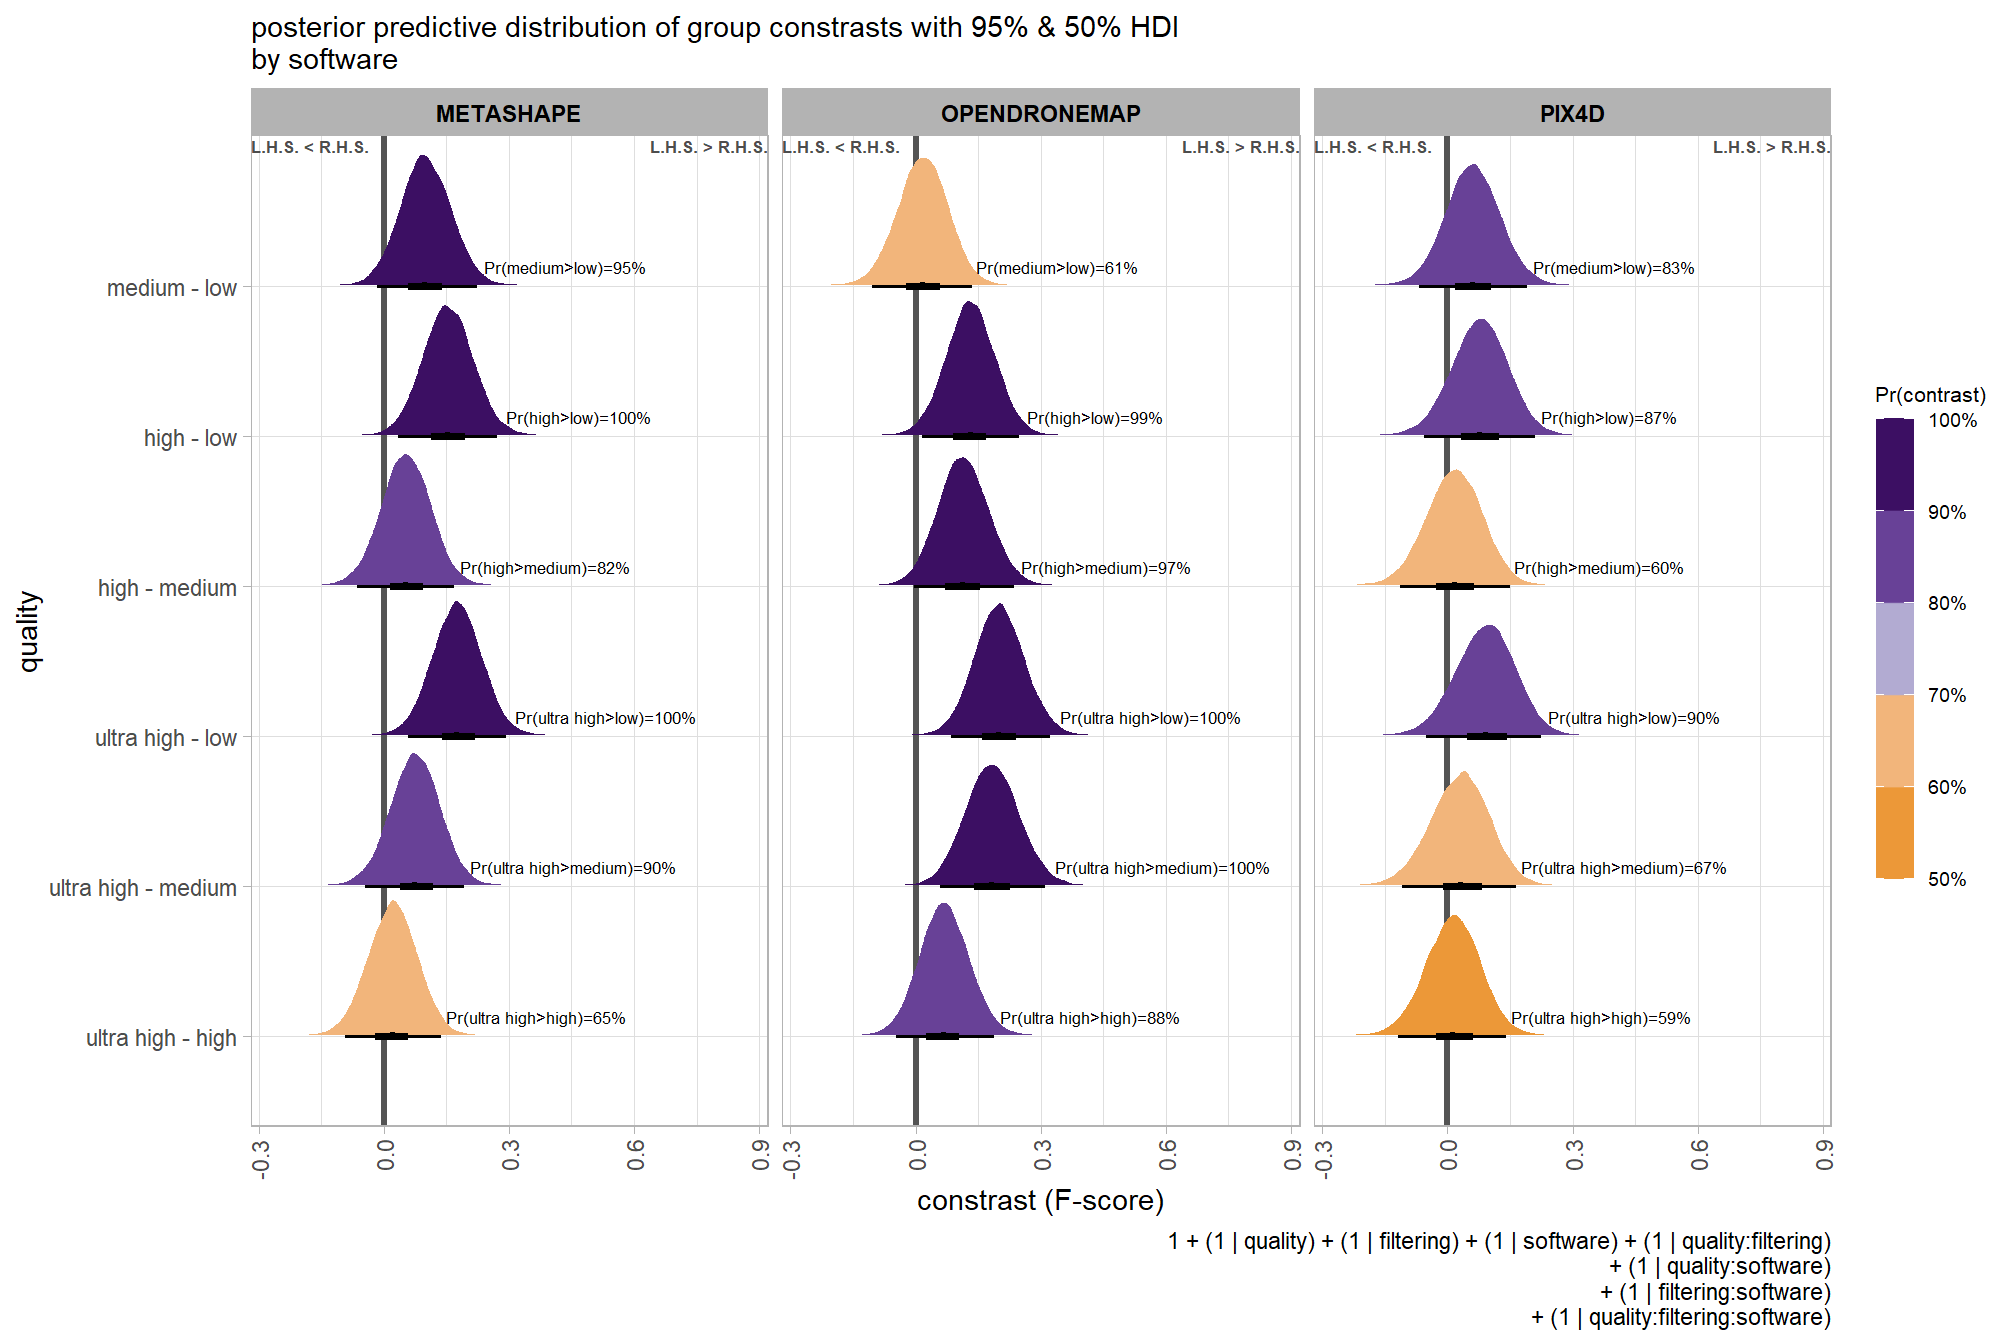 posterior predictive distribution of group constrasts with 95% & 50% HDI
by software
METASHAPE
OPENDRONEMAP
PIX4D
L.H.S. < R.H.S.
L.H.S. > R.H.S.
L.H.S. < R.H.S.
L.H.S. > R.H.S.
L.H.S. < R.H.S.
L.H.S. > R.H.S.
quality
medium - low
Pr(medium>low)=95%
Pr(medium>low)=61%
Pr(medium>low)=83%
high - low
Pr(high>low)=100%
Pr(high>low)=99%
Pr(high>low)=87%
high - medium
Pr(high>medium)=82%
Pr(high>medium)=97%
Pr(high>medium)=60%
ultra high - low
Pr(ultra high>low)=100%
Pr(ultra high>low)=100%
Pr(ultra high>low)=90%
ultra high - medium
Pr(ultra high>medium)=90%
Pr(ultra high>medium)=100%
Pr(ultra high>medium)=67%
ultra high - high
Pr(ultra high>high)=65%
Pr(ultra high>high)=88%
Pr(ultra high>high)=59%
-0.3
0.0
0.3
0.6
0.9
-0.3
0.0
0.3
0.6
0.9
-0.3
0.0
0.3
0.6
0.9
constrast (F-score)
Pr(contrast)
100%
90%
80%
70%
60%
50%
1 + (1 | quality) + (1 | filtering) + (1 | software) + (1 | quality:filtering)
+ (1 | quality:software)
+ (1 | filtering:software)
+ (1 | quality:filtering:software)